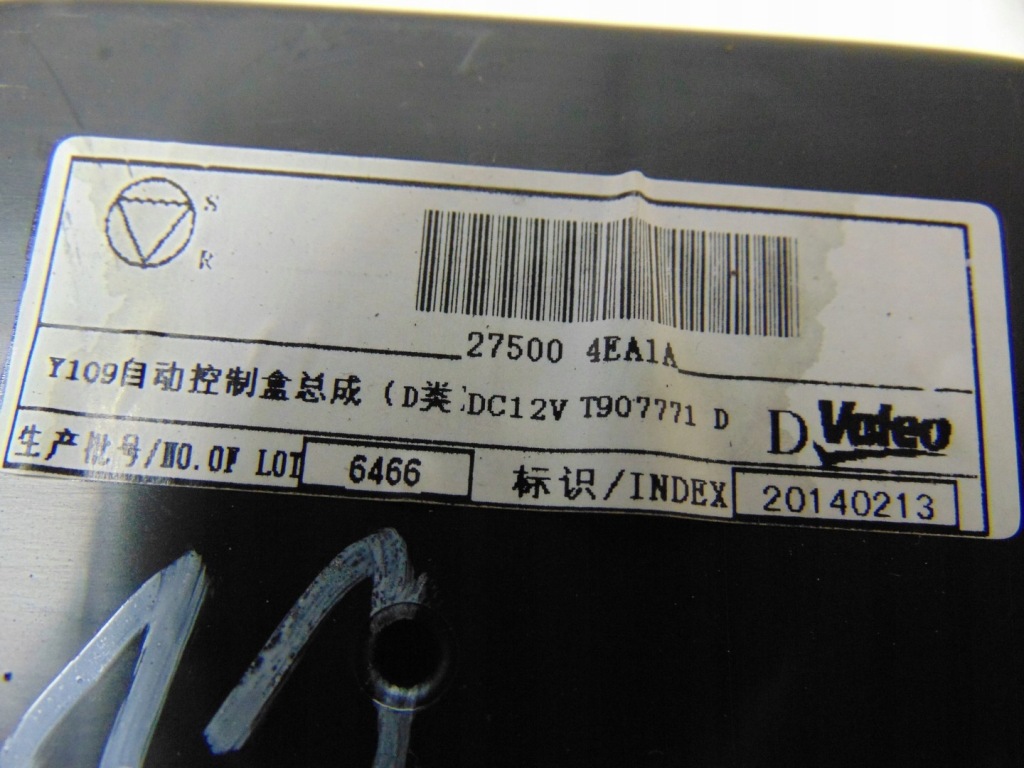 S
R
27500 4EA1A
Y109自动控制盒总成（D类 DC12V T907771 D
D Valeo
生产批号/NO.OF LOT 6466 标识/INDEX 20140213